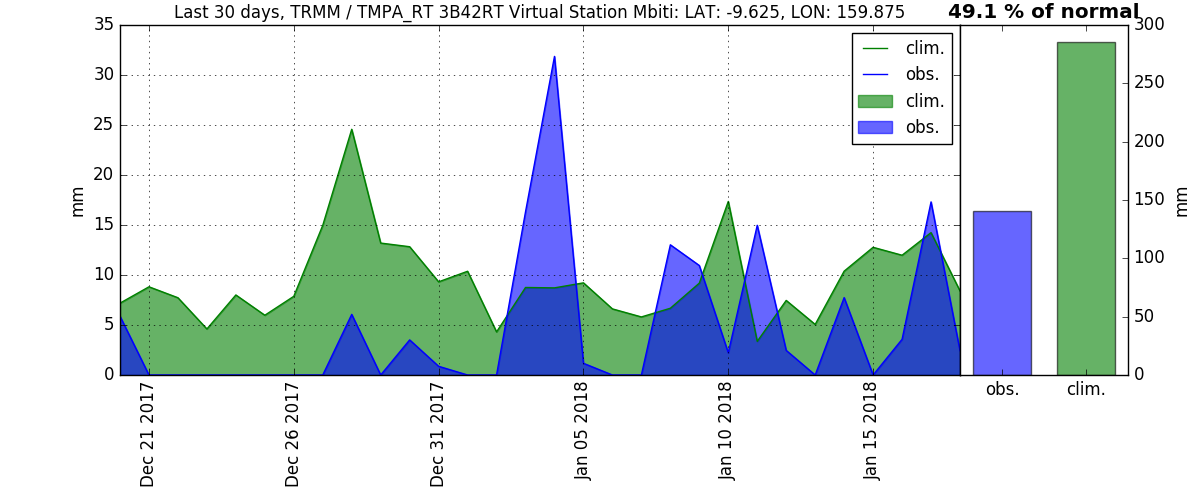 Last 30 days, TRMM / TMPA_RT 3B42RT Virtual Station Mbiti: LAT: -9.625, LON: 159.875
49.1 % of normal
35
30
25
20
15
10
5
0
mm
clim.
obs.
clim.
obs.
Dec 21 2017
Dec 26 2017
Dec 31 2017
Jan 05 2018
Jan 10 2018
Jan 15 2018
300
250
200
150
100
50
0
mm
obs.
clim.